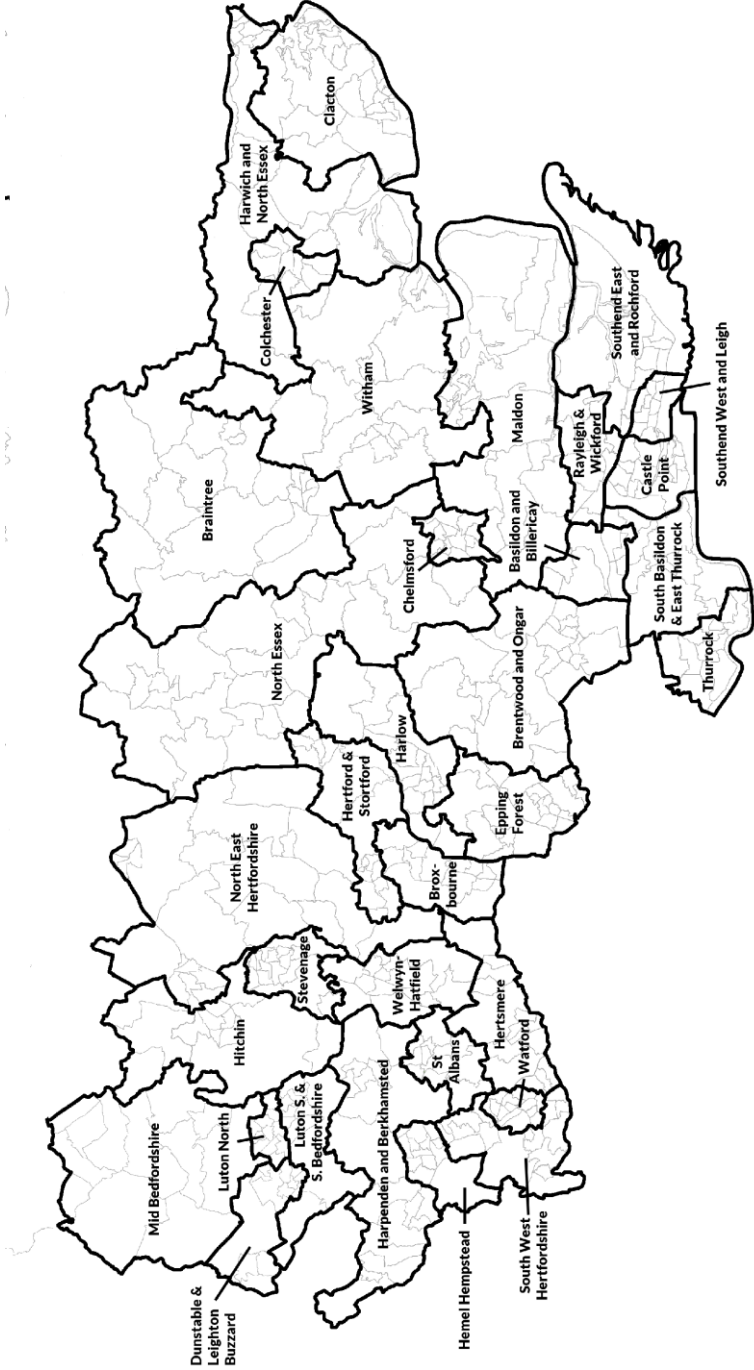 Mid Bedfordshire
Dunstable &
Leighton
Buzzard
Luton North
Luton S. &
S. Bedfordshire
Hitchin
Stevenage
North East
Hertfordshire
Harpenden and Berkhamsted
Hemel Hempstead
South West
Hertfordshire
St
Albans
Welwyn-
Hatfield
Hertsmere
Watford
Brox-
bourne
Hertford &
Stortford
Harlow
Epping
Forest
North Essex
Brentwood and Ongar
Braintree
Chelmsford
Basildon and
Billericay
Maldon
Witham
Colchester
Harwich and
North Essex
Clacton
Rayleigh &
Wickford
Southend East
and Rochford
Castle
Point
Southend West and Leigh
South Basildon
& East Thurrock
Thurrock